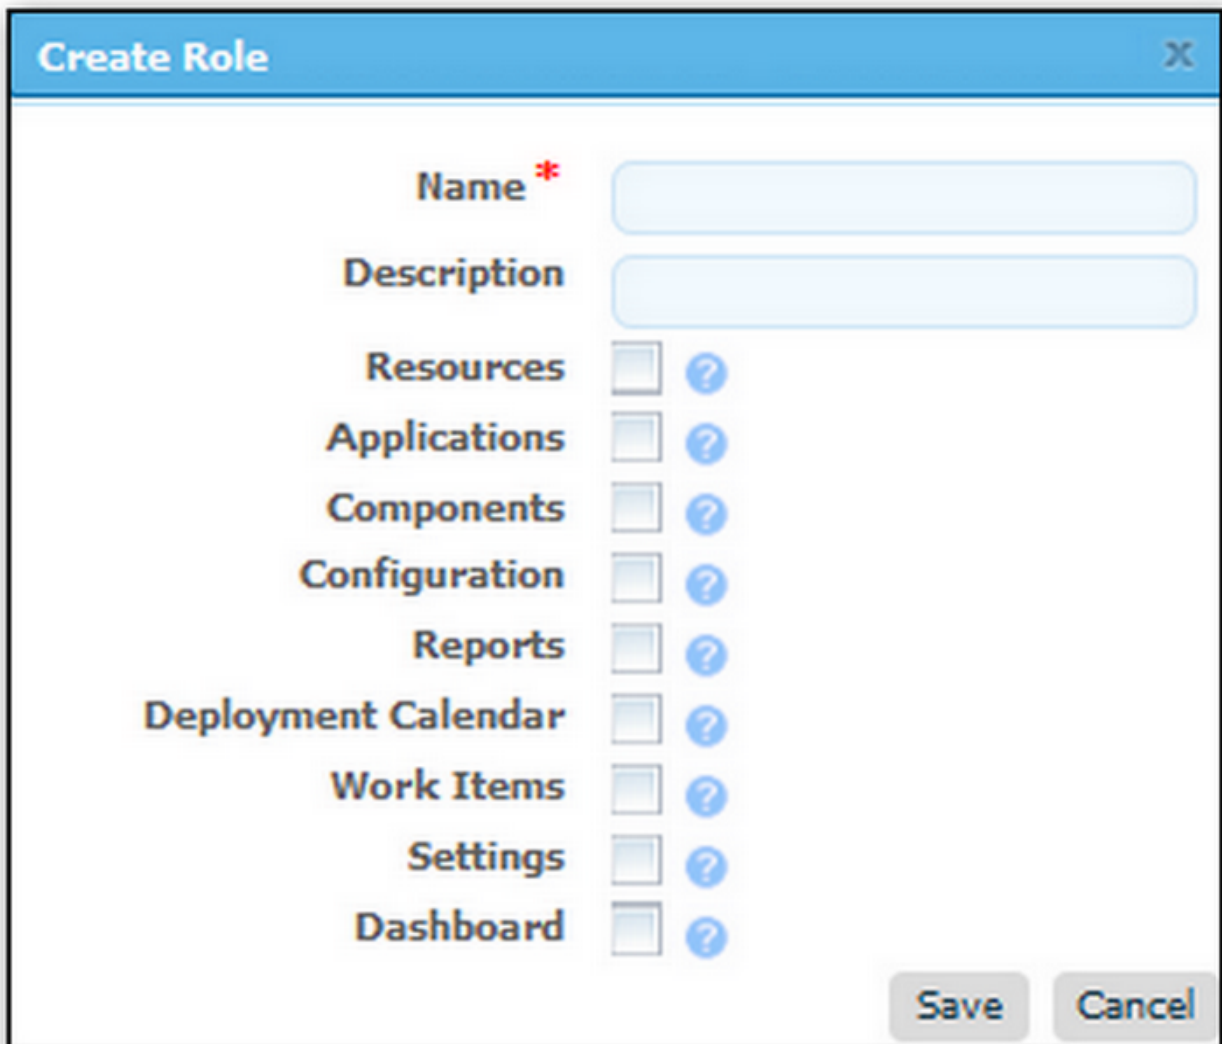 Create Role x
Name *
Description
Resources ?
Applications ?
Components ?
Configuration ?
Reports ?
Deployment Calendar ?
Work Items ?
Settings ?
Dashboard ?
Save Cancel